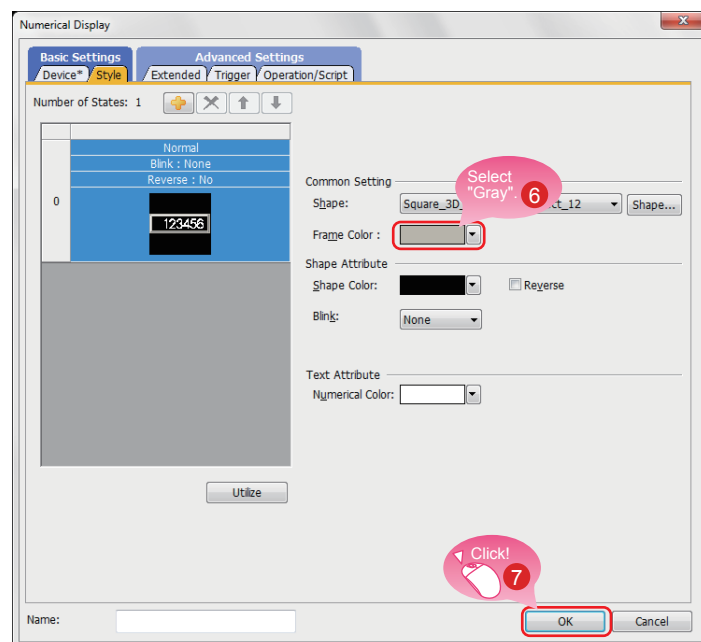 Numerical Display
x
Basic Settings Advanced Settings
Device* Style Extended Trigger Operation/Script
Number of States: 1
Normal
Blink : None
Reverse : No
0
123456
Select
"Gray". 6
Common Setting
Shape: Square_3D_ ct_12 Shape...
Frame Color :
Shape Attribute
Shape Color: Reverse
Blink: None
Text Attribute
Numerical Color:
Utilize
Click!
7
Name: OK Cancel